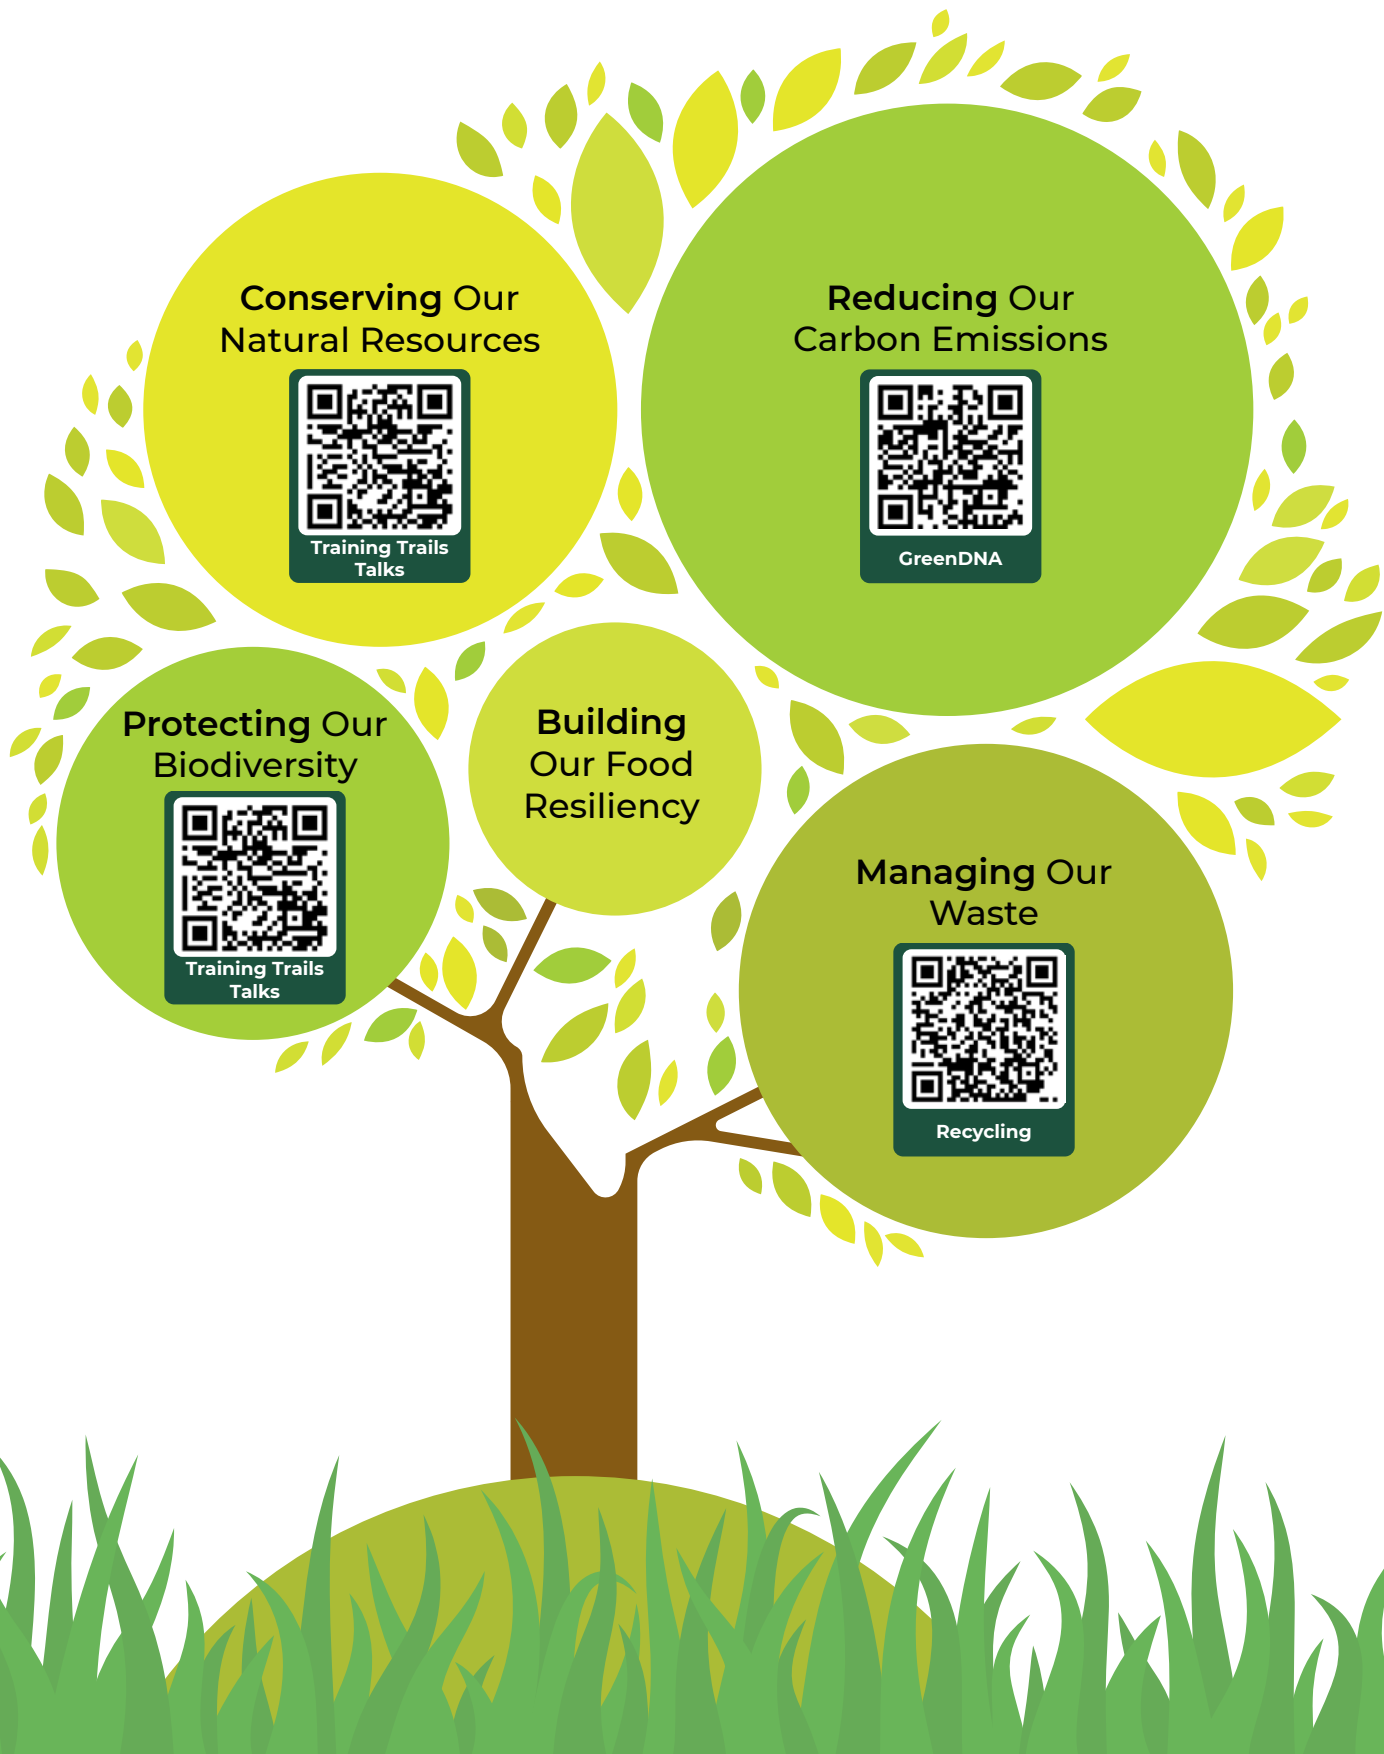 Conserving Our
Natural Resources
Training Trails
Talks
Reducing Our
Carbon Emissions
GreenDNA
Protecting Our
Biodiversity
Training Trails
Talks
Building
Our Food
Resiliency
Managing Our
Waste
Recycling